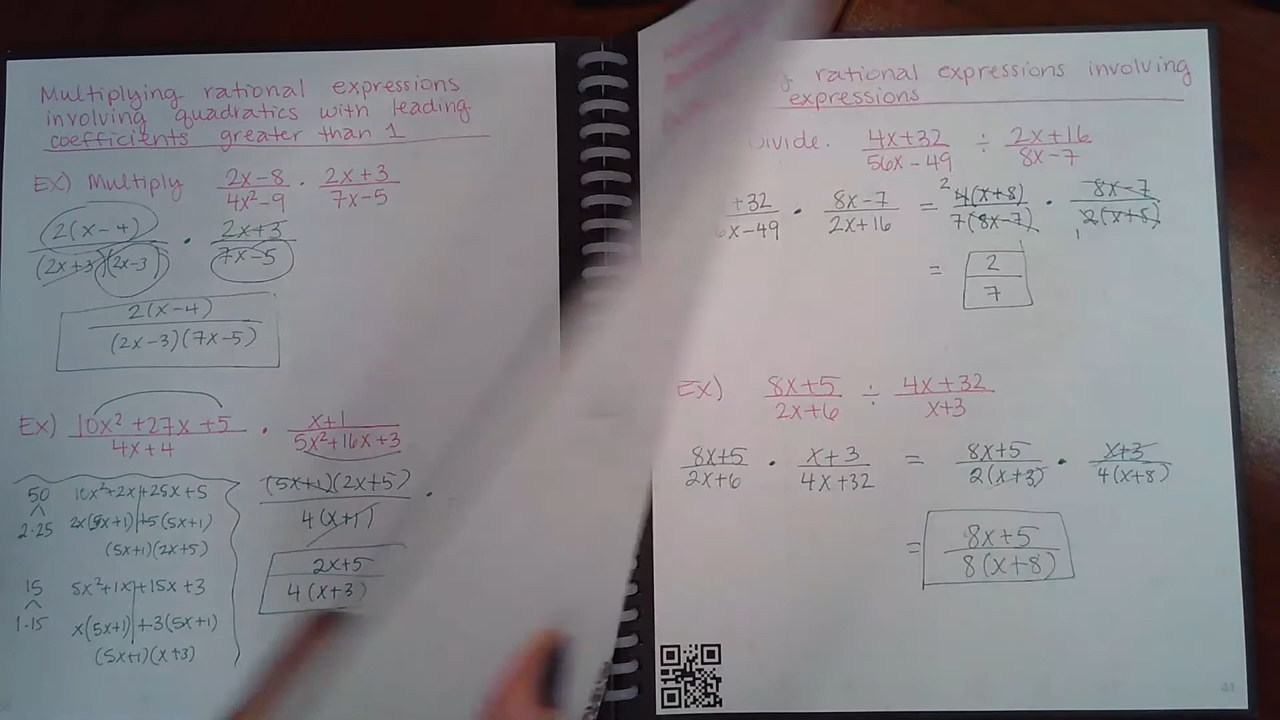 Multiplying rational expressions
involving quadratics with leading
coefficients greater than 1
EX) Multiply (2x-8)/(4x²-9) · (2x+3)/(7x-5)
2(x-4)/((2x+3)(2x-3)) · (2x+3)/(7x-5)
2(x-4)/((2x-3)(7x-5))
EX) (10x²+27x+5)/(4x+4) · (x+1)/(5x²+16x+3)
50 10x²+2x+25x+5
2·25 2x(5x+1)+5(5x+1)
(5x+1)(2x+5)
15 5x²+1x+15x+3
1·15 x(5x+1)+3(5x+1)
(5x+1)(x+3)
(5x+1)(2x+5)/4(x+1) ·
(2x+5)/4(x+3)
rational expressions involving
expressions
Divide. (4x+32)/(56x-49) ÷ (2x+16)/(8x-7)
+32/x-49 · (8x-7)/(2x+16) = 2 4(x+8)/7(8x-7) 1 · (8x-7)/2(x+8) 1
= 2/7
EX) (8x+5)/(2x+6) ÷ (4x+32)/(x+3)
(8x+5)/(2x+6) · (x+3)/(4x+32) = (8x+5)/2(x+3) · (x+3)/4(x+8)
= (8x+5)/8(x+8)
41